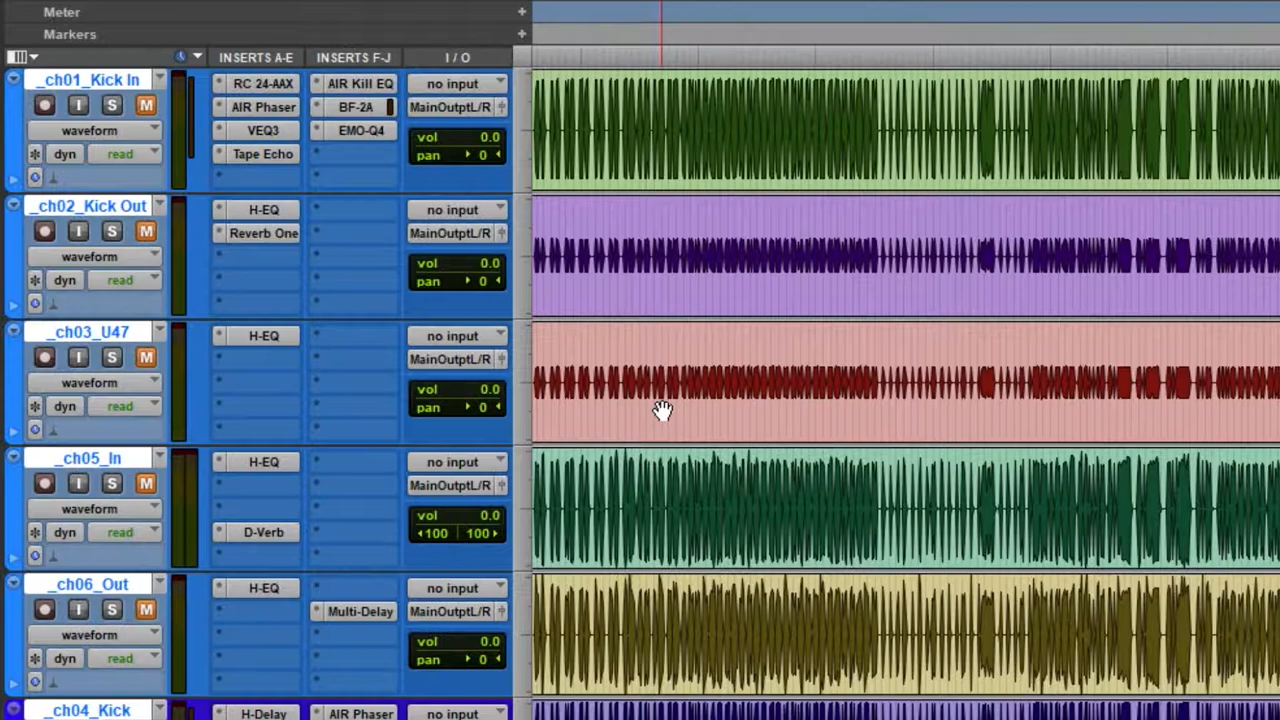 Meter +
Markers +
INSERTS A-E INSERTS F-J I / O
_ch01_Kick In
I S M
waveform
dyn read
RC 24-AAX AIR Kill EQ no input
AIR Phaser BF-2A MainOutptL/R
VEQ3 EMO-Q4
Tape Echo
vol 0.0
pan 0
_ch02_Kick Out
I S M
waveform
dyn read
H-EQ no input
Reverb One MainOutptL/R
vol 0.0
pan 0
_ch03_U47
I S M
waveform
dyn read
H-EQ no input
MainOutptL/R
vol 0.0
pan 0
_ch05_In
I S M
waveform
dyn read
H-EQ no input
MainOutptL/R
D-Verb
vol 0.0
100 100
_ch06_Out
I S M
waveform
dyn read
H-EQ no input
Multi-Delay MainOutptL/R
vol 0.0
pan 0
_ch04_Kick
H-Delay AIR Phaser no input